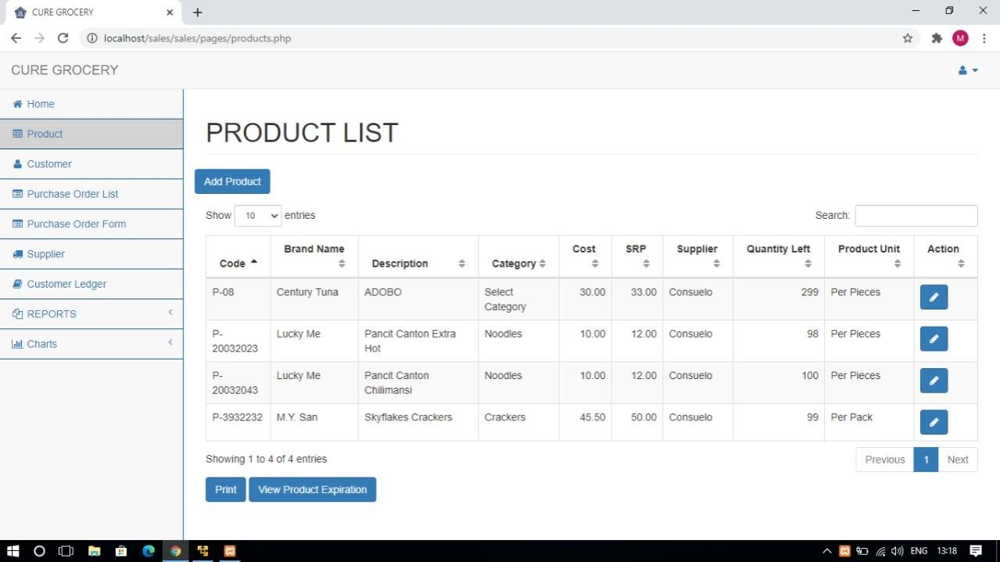 CURE GROCERY
localhost/sales/sales/pages/products.php
M
CURE GROCERY
Home
Product
Customer
Purchase Order List
Purchase Order Form
Supplier
Customer Ledger
REPORTS
Charts
PRODUCT LIST
Add Product
Show 10 entries
Search:
Code Brand Name Description Category Cost SRP Supplier Quantity Left Product Unit Action
P-08 Century Tuna ADOBO Select 30.00 33.00 Consuelo 299 Per Pieces
Category
P- Lucky Me Pancit Canton Extra Noodles 10.00 12.00 Consuelo 98 Per Pieces
20032023 Hot
P- Lucky Me Pancit Canton Noodles 10.00 12.00 Consuelo 100 Per Pieces
20032043 Chilimansi
P-3932232 M.Y. San Skyflakes Crackers Crackers 45.50 50.00 Consuelo 99 Per Pack
Showing 1 to 4 of 4 entries
Previous 1 Next
Print View Product Expiration
ENG 13:18